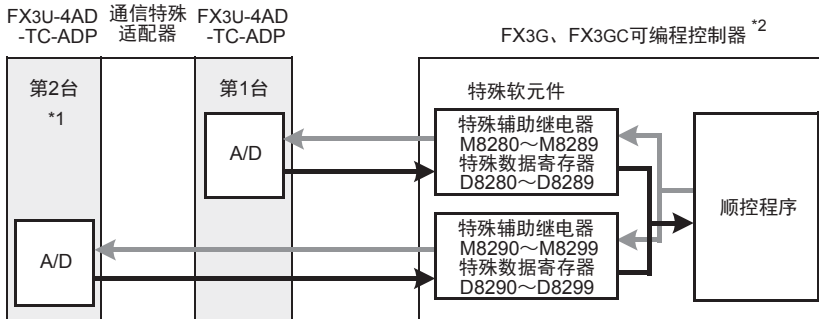 FX3U-4AD
-TC-ADP
通信特殊
适配器
FX3U-4AD
-TC-ADP
FX3G、FX3GC可编程控制器 *2
第2台
*1
第1台
特殊软元件
A/D
特殊辅助继电器
M8280～M8289
特殊数据寄存器
D8280～D8289
顺控程序
A/D
特殊辅助继电器
M8290～M8299
特殊数据寄存器
D8290～D8299